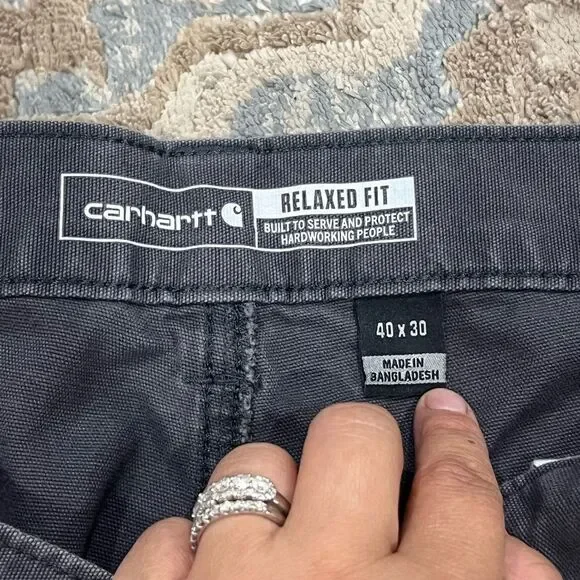 carhartt
RELAXED FIT
BUILT TO SERVE AND PROTECT
HARDWORKING PEOPLE
40 x 30
MADE IN
BANGLADESH